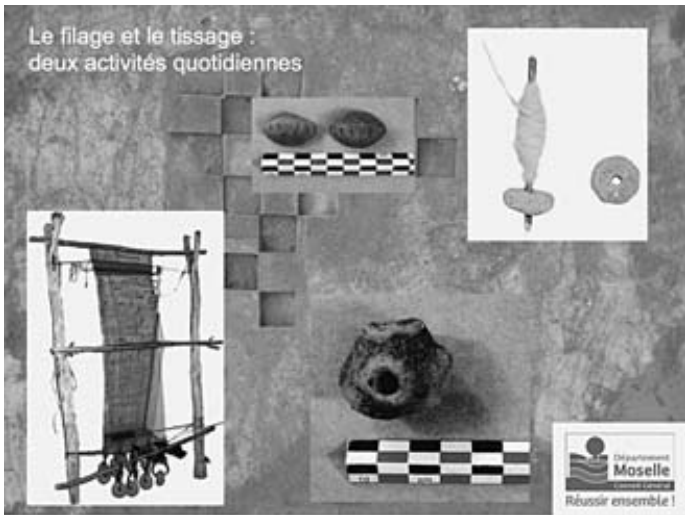 Le filage et le tissage :
deux activités quotidiennes
Département
Moselle
Conseil Général
Réussir ensemble !